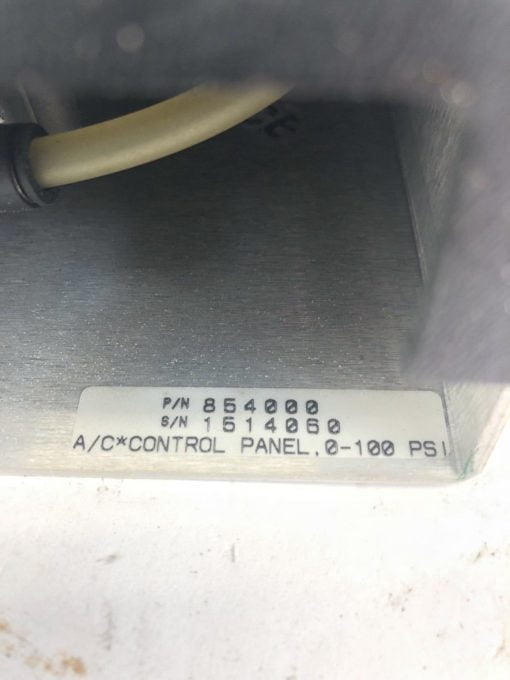 P/N 854000
S/N 1514060
A/C*CONTROL PANEL,0-100 PSI